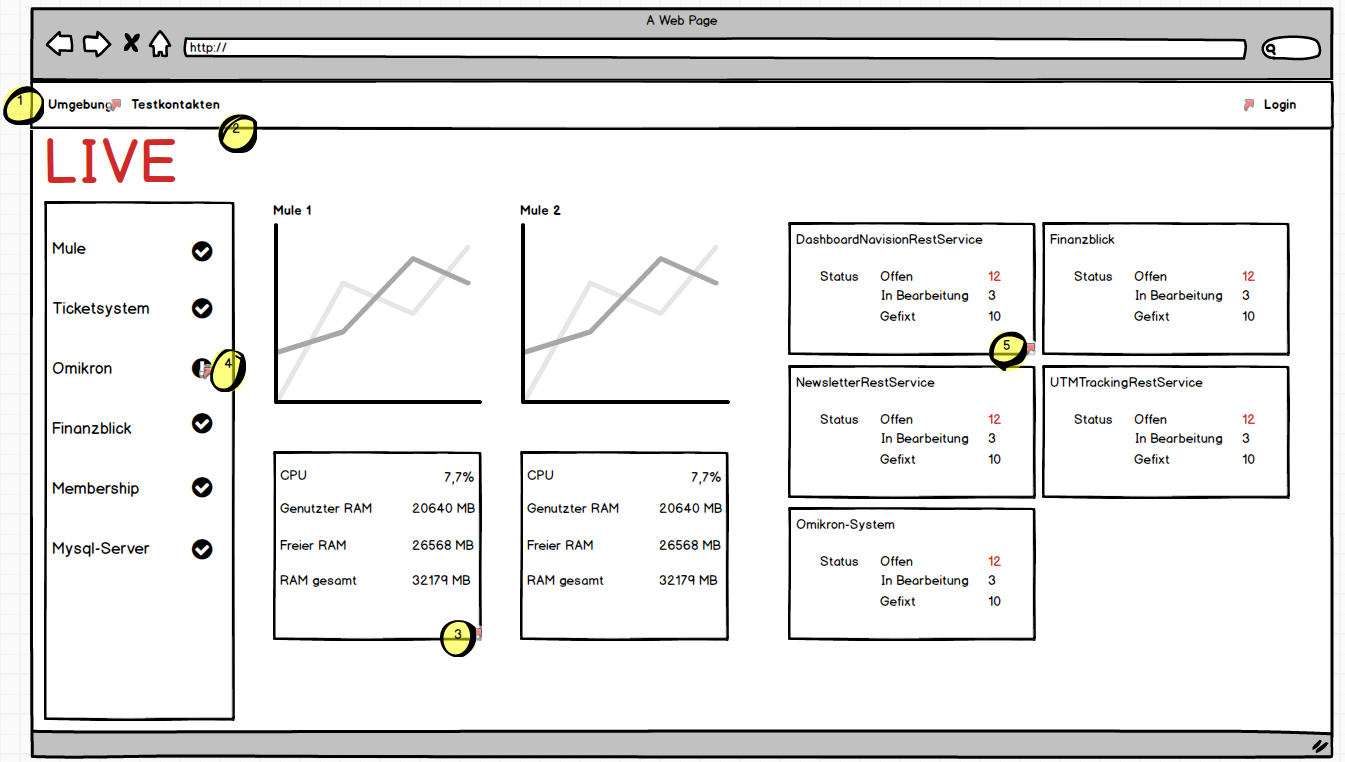 A Web Page
http://
1 Umgebung Testkontakten Login
2
LIVE
Mule
Ticketsystem
Omikron 4
Finanzblick
Membership
Mysql-Server
Mule 1
Mule 2
CPU 7,7%
Genutzter RAM 20640 MB
Freier RAM 26568 MB
RAM gesamt 32179 MB
3
CPU 7,7%
Genutzter RAM 20640 MB
Freier RAM 26568 MB
RAM gesamt 32179 MB
DashboardNavisionRestService
Status Offen 12
In Bearbeitung 3
Gefixt 10
5
Finanzblick
Status Offen 12
In Bearbeitung 3
Gefixt 10
NewsletterRestService
Status Offen 12
In Bearbeitung 3
Gefixt 10
UTMTrackingRestService
Status Offen 12
In Bearbeitung 3
Gefixt 10
Omikron-System
Status Offen 12
In Bearbeitung 3
Gefixt 10